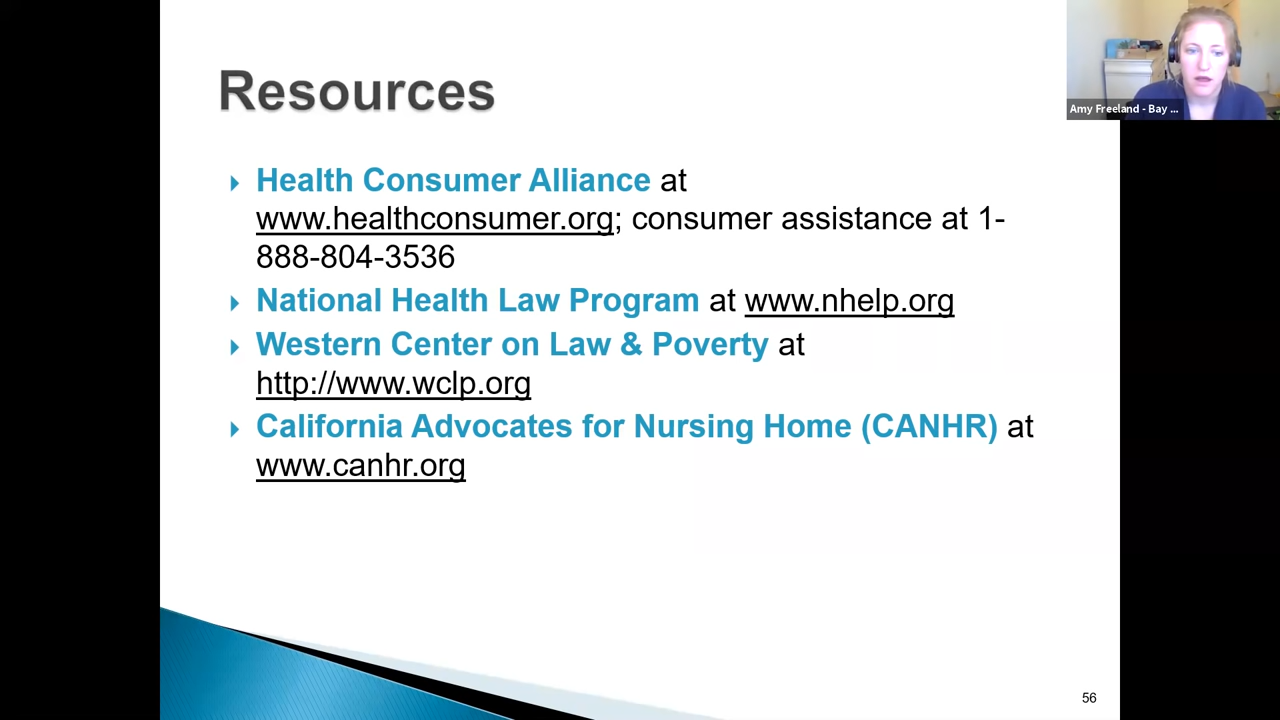 Resources
Health Consumer Alliance at
www.healthconsumer.org; consumer assistance at 1-
888-804-3536
National Health Law Program at www.nhelp.org
Western Center on Law & Poverty at
http://www.wclp.org
California Advocates for Nursing Home (CANHR) at
www.canhr.org
56
Amy Freeland - Bay ...